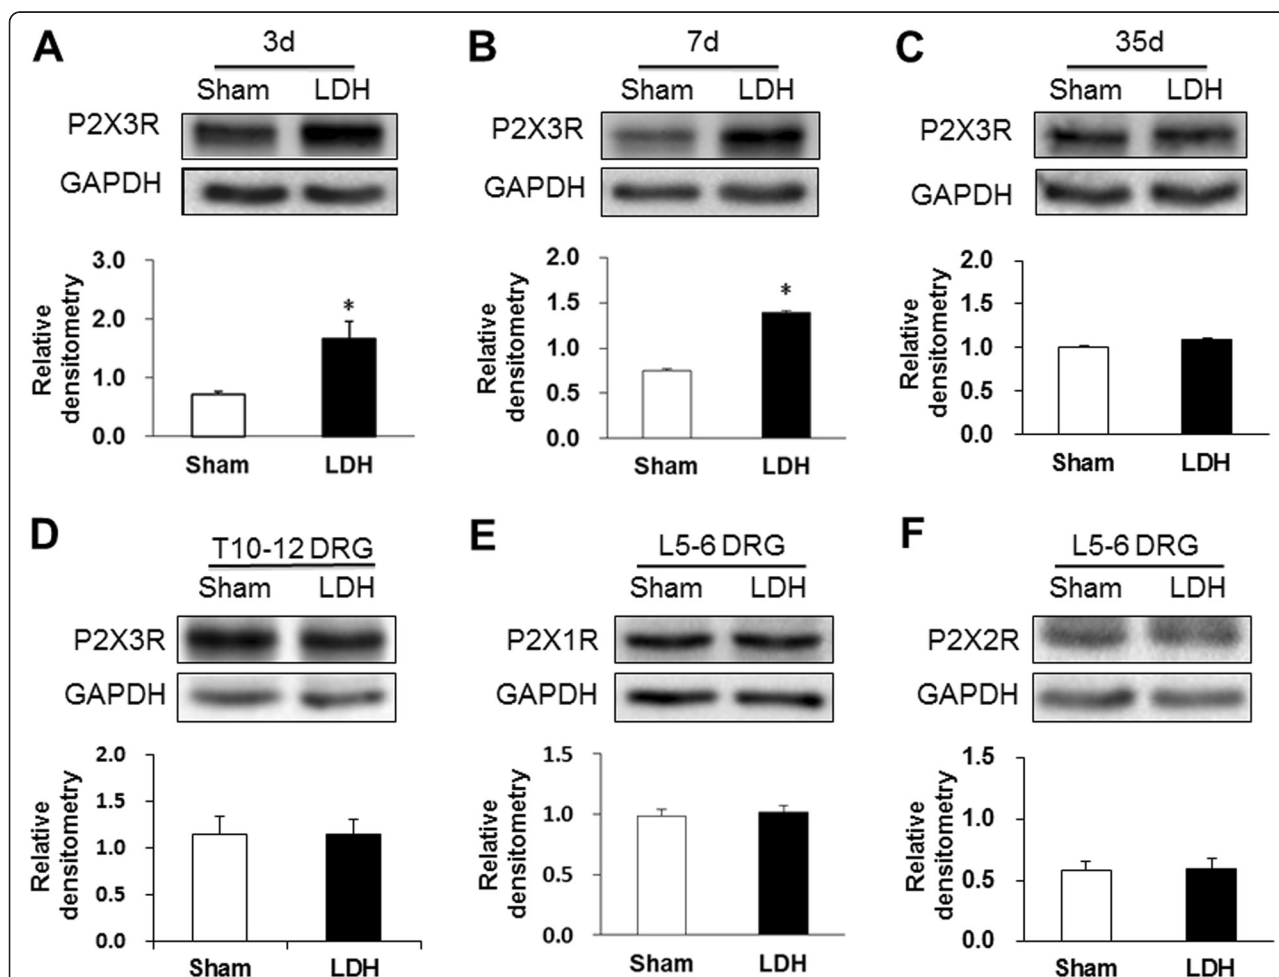 A
3d
Sham LDH
P2X3R
GAPDH
Relative densitometry
3.0
2.0
1.0
0.0
*
Sham LDH
B
7d
Sham LDH
P2X3R
GAPDH
Relative densitometry
2.0
1.5
1.0
0.5
0.0
*
Sham LDH
C
35d
Sham LDH
P2X3R
GAPDH
Relative densitometry
2.0
1.5
1.0
0.5
0.0
Sham LDH
D
T10-12 DRG
Sham LDH
P2X3R
GAPDH
Relative densitometry
2.0
1.5
1.0
0.5
0.0
Sham LDH
E
L5-6 DRG
Sham LDH
P2X1R
GAPDH
Relative densitometry
1.5
1.0
0.5
0.0
Sham LDH
F
L5-6 DRG
Sham LDH
P2X2R
GAPDH
Relative densitometry
1.5
1.0
0.5
0.0
Sham LDH